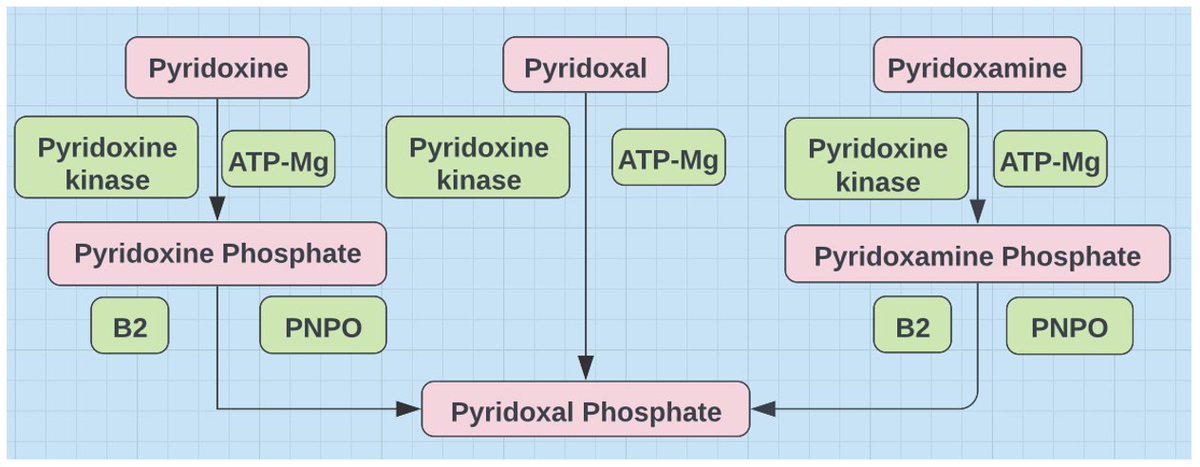 Pyridoxine
Pyridoxal
Pyridoxamine
Pyridoxine
kinase
ATP-Mg
Pyridoxine
kinase
ATP-Mg
Pyridoxine
kinase
ATP-Mg
Pyridoxine Phosphate
Pyridoxamine Phosphate
B2
PNPO
B2
PNPO
Pyridoxal Phosphate